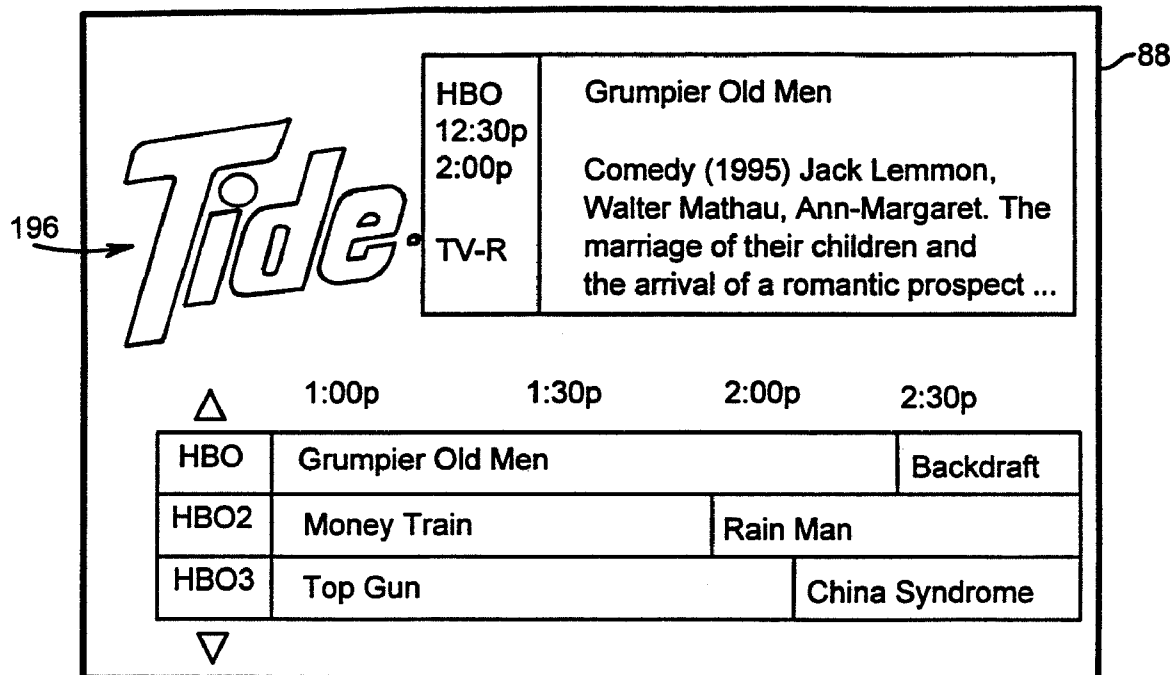 88
196
Tide.
HBO
12:30p
2:00p
TV-R
Grumpier Old Men
Comedy (1995) Jack Lemmon,
Walter Mathau, Ann-Margaret. The
marriage of their children and
the arrival of a romantic prospect ...
1:00p 1:30p 2:00p 2:30p
HBO Grumpier Old Men Backdraft
HBO2 Money Train Rain Man
HBO3 Top Gun China Syndrome